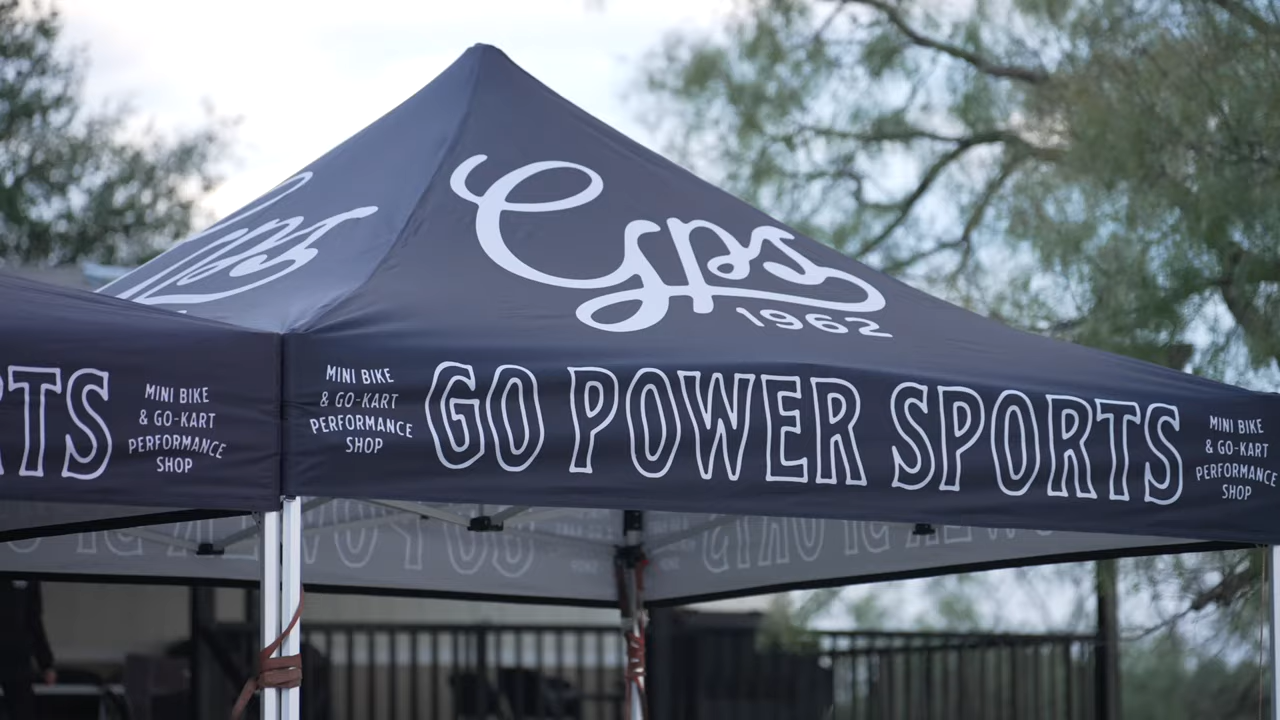 Gps
1962
GO POWER SPORTS
MINI BIKE
& GO-KART
PERFORMANCE
SHOP
MINI BIKE
& GO-KART
PERFORMANCE
SHOP
MINI BIKE
& GO-KART
PERFORMANCE
SHOP
RTS
Gps